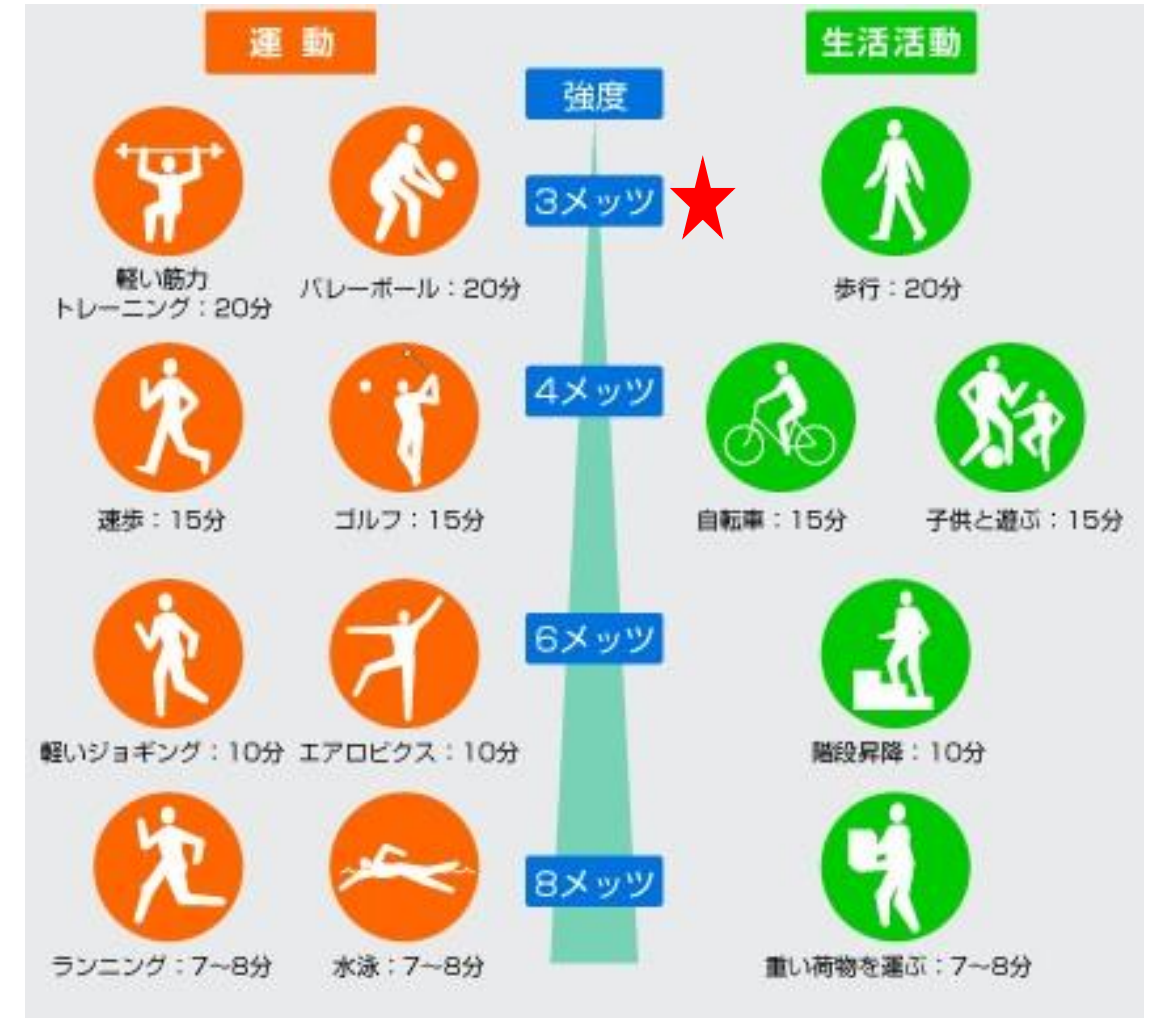 運 動
生活活動
強度
3メッツ
軽い筋力
トレーニング：20分
バレーボール：20分
歩行：20分
4メッツ
速歩：15分
ゴルフ：15分
自転車：15分
子供と遊ぶ：15分
6メッツ
軽いジョギング：10分
エアロビクス：10分
階段昇降：10分
8メッツ
ランニング：7〜8分
水泳：7〜8分
重い荷物を運ぶ：7〜8分